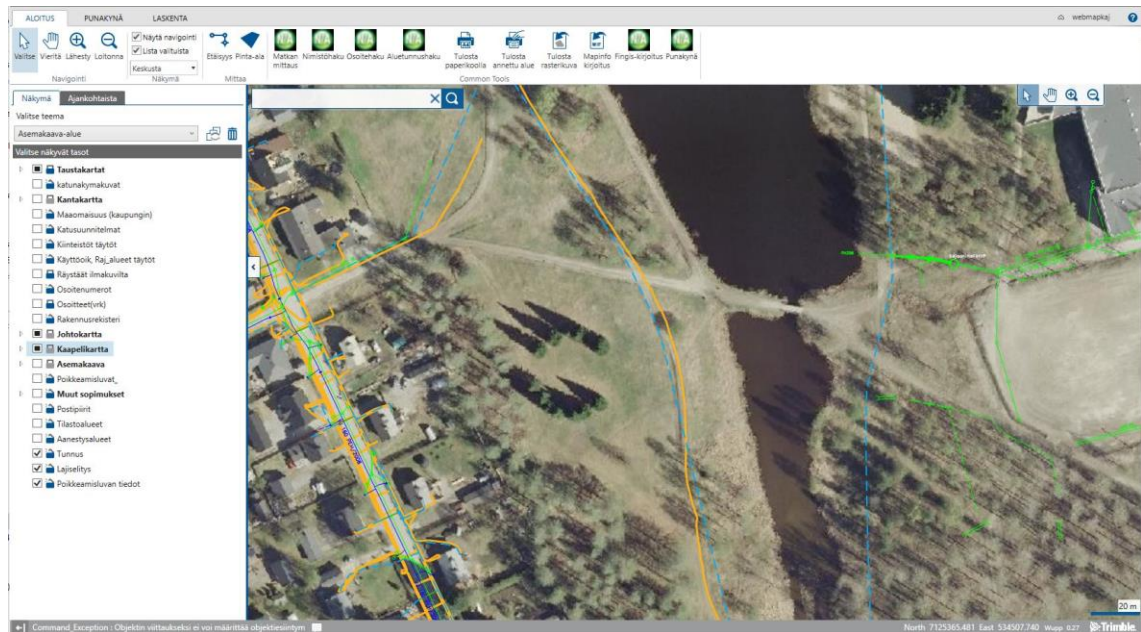 ALOITUS PUNAKYNÄ LASKENTA webmapkaj
Valitse Vieritä Lähesty Loitonna
Näytä navigointi
Lista valituista
Keskusta
Etäisyys Pinta-ala
Matkan mittaus Nimistöhaku Osoitehaku Aluetunnushaku Tulosta paperikoolla Tulosta annettu alue Tulosta rasterikuva Mapinfo kirjoitus Fingis-kirjoitus Punakynä
Navigointi Näkymä Mittaa Common Tools
Näkymä Ajankohtaista
Valitse teema
Asemakaava-alue
Valitse näkyvät tasot
Taustakartat
katunakymakuvat
Kantakartta
Maaomaisuus (kaupungin)
Katusuunnitelmat
Kiinteistöt täytöt
Käyttöoik, Raj_alueet täytöt
Räystäät ilmakuvilta
Osoitenumerot
Osoitteet(vrk)
Rakennusrekisteri
Johtokartta
Kaapelikartta
Asemakaava
Poikkeamisluvat_
Muut sopimukset
Postipiirit
Tilastoalueet
Aanestysalueet
Tunnus
Lajiselitys
Poikkeamisluvan tiedot
20 m
Command_Exception : Objektin viittaukseksi ei voi määrittää objektiesiintym
North 7125365.481 East 534507.740 Wupp 0.27 Trimble